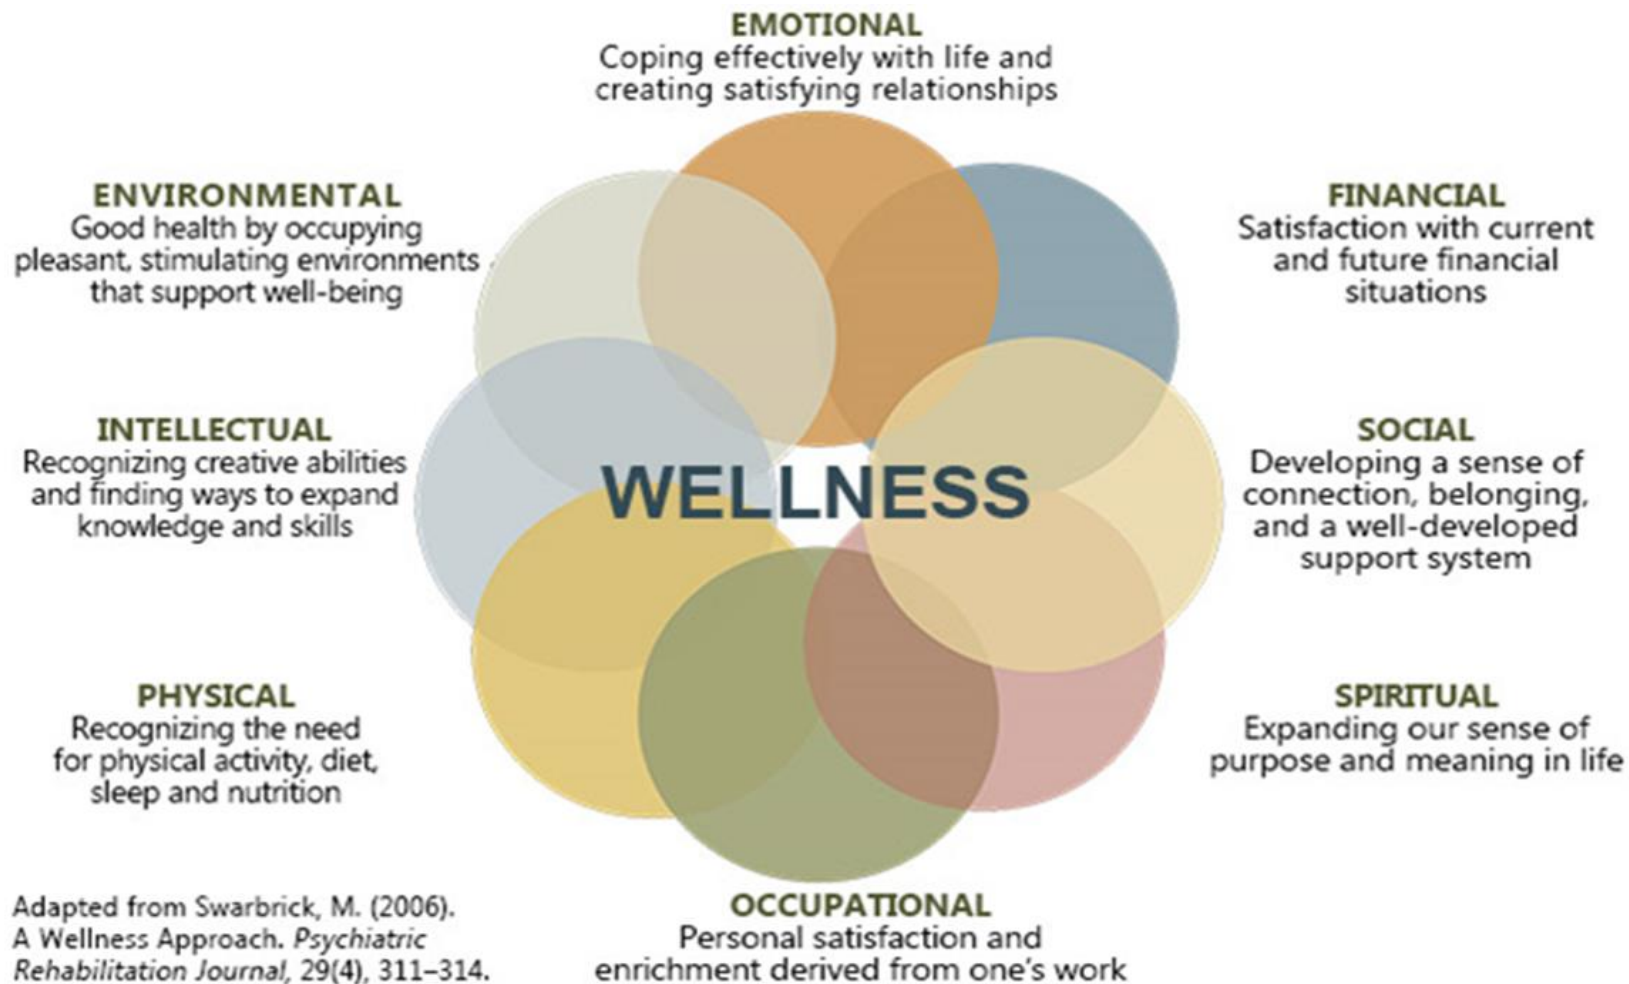 EMOTIONAL
Coping effectively with life and
creating satisfying relationships
ENVIRONMENTAL
Good health by occupying
pleasant, stimulating environments
that support well-being
FINANCIAL
Satisfaction with current
and future financial
situations
INTELLECTUAL
Recognizing creative abilities
and finding ways to expand
knowledge and skills
WELLNESS
SOCIAL
Developing a sense of
connection, belonging,
and a well-developed
support system
PHYSICAL
Recognizing the need
for physical activity, diet,
sleep and nutrition
SPIRITUAL
Expanding our sense of
purpose and meaning in life
OCCUPATIONAL
Personal satisfaction and
enrichment derived from one's work
Adapted from Swarbrick, M. (2006).
A Wellness Approach. Psychiatric
Rehabilitation Journal, 29(4), 311–314.